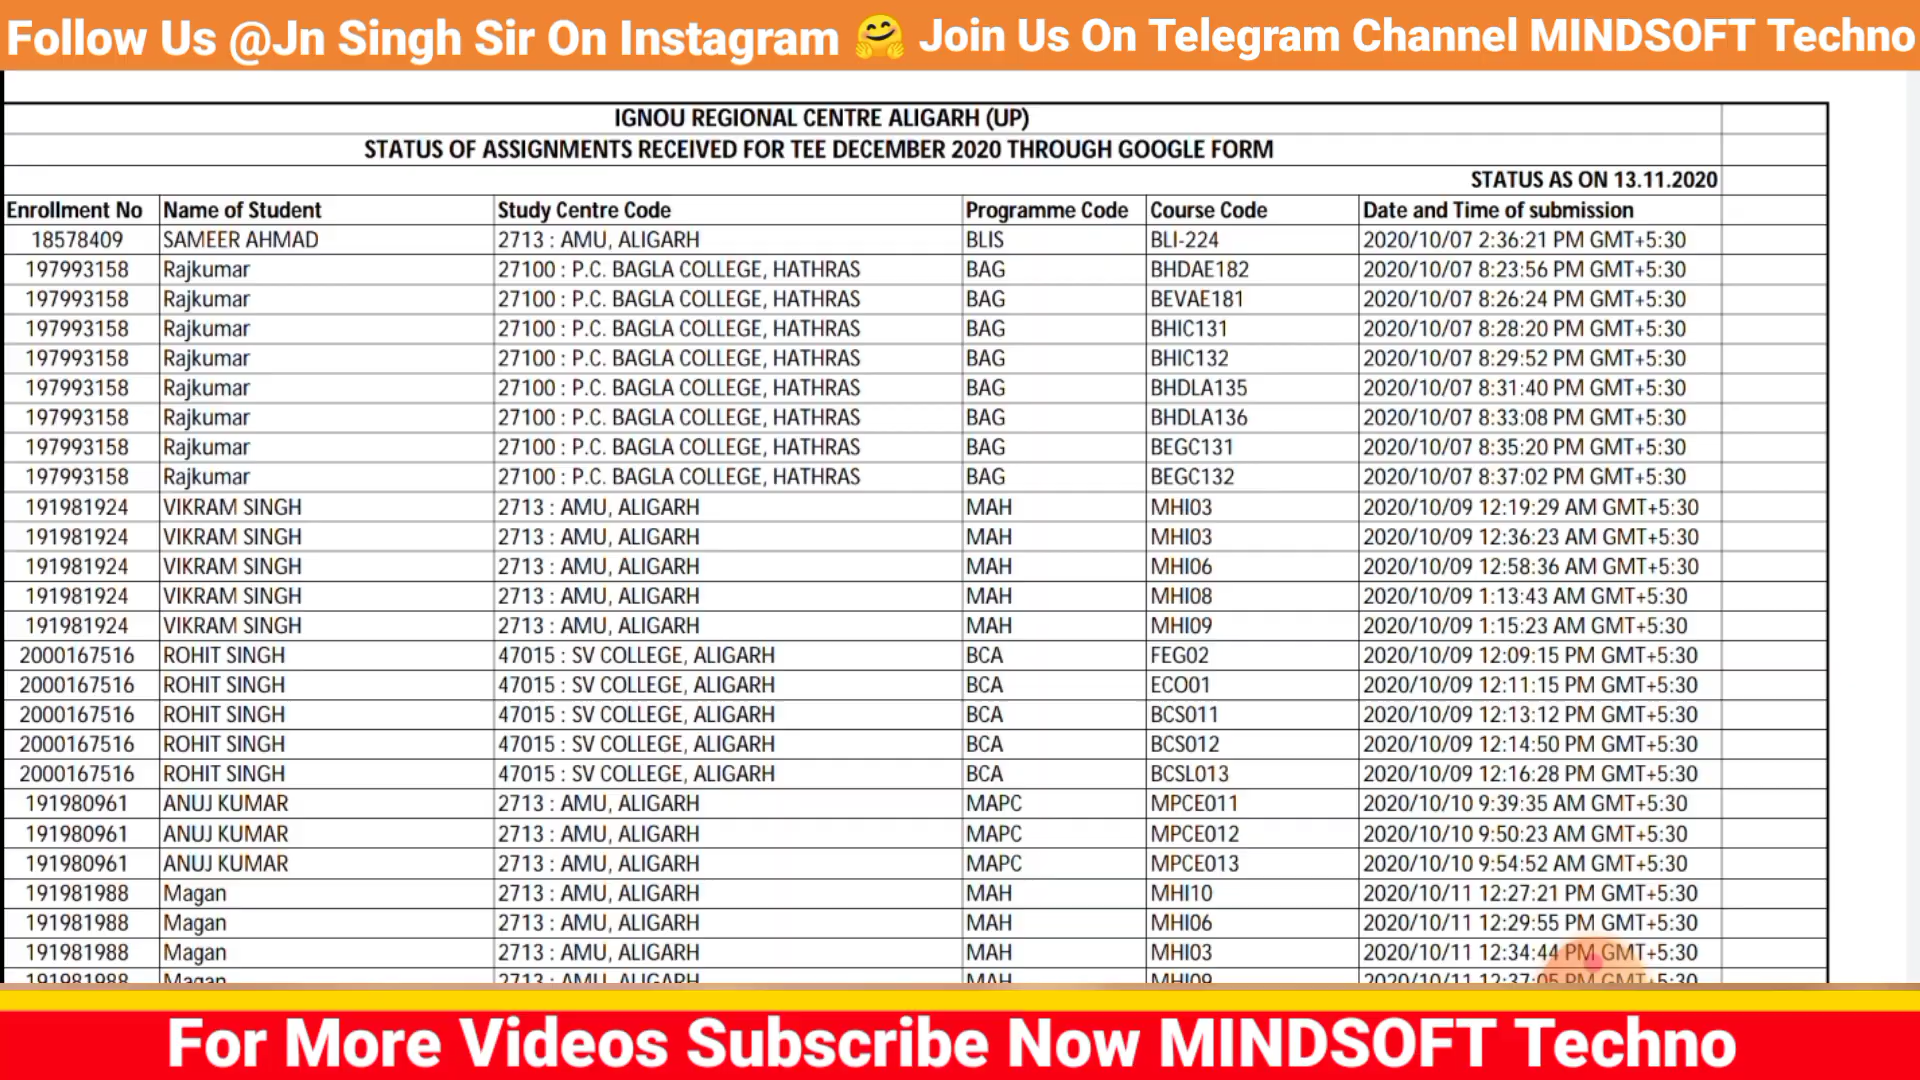 Follow Us @Jn Singh Sir On Instagram 🤗 Join Us On Telegram Channel MINDSOFT Techno
IGNOU REGIONAL CENTRE ALIGARH (UP)
STATUS OF ASSIGNMENTS RECEIVED FOR TEE DECEMBER 2020 THROUGH GOOGLE FORM
STATUS AS ON 13.11.2020
Enrollment No Name of Student Study Centre Code Programme Code Course Code Date and Time of submission
18578409 SAMEER AHMAD 2713 : AMU, ALIGARH BLIS BLI-224 2020/10/07 2:36:21 PM GMT+5:30
197993158 Rajkumar 27100 : P.C. BAGLA COLLEGE, HATHRAS BAG BHDAE182 2020/10/07 8:23:56 PM GMT+5:30
197993158 Rajkumar 27100 : P.C. BAGLA COLLEGE, HATHRAS BAG BEVAE181 2020/10/07 8:26:24 PM GMT+5:30
197993158 Rajkumar 27100 : P.C. BAGLA COLLEGE, HATHRAS BAG BHIC131 2020/10/07 8:28:20 PM GMT+5:30
197993158 Rajkumar 27100 : P.C. BAGLA COLLEGE, HATHRAS BAG BHIC132 2020/10/07 8:29:52 PM GMT+5:30
197993158 Rajkumar 27100 : P.C. BAGLA COLLEGE, HATHRAS BAG BHDLA135 2020/10/07 8:31:40 PM GMT+5:30
197993158 Rajkumar 27100 : P.C. BAGLA COLLEGE, HATHRAS BAG BHDLA136 2020/10/07 8:33:08 PM GMT+5:30
197993158 Rajkumar 27100 : P.C. BAGLA COLLEGE, HATHRAS BAG BEGC131 2020/10/07 8:35:20 PM GMT+5:30
197993158 Rajkumar 27100 : P.C. BAGLA COLLEGE, HATHRAS BAG BEGC132 2020/10/07 8:37:02 PM GMT+5:30
191981924 VIKRAM SINGH 2713 : AMU, ALIGARH MAH MHI03 2020/10/09 12:19:29 AM GMT+5:30
191981924 VIKRAM SINGH 2713 : AMU, ALIGARH MAH MHI03 2020/10/09 12:36:23 AM GMT+5:30
191981924 VIKRAM SINGH 2713 : AMU, ALIGARH MAH MHI06 2020/10/09 12:58:36 AM GMT+5:30
191981924 VIKRAM SINGH 2713 : AMU, ALIGARH MAH MHI08 2020/10/09 1:13:43 AM GMT+5:30
191981924 VIKRAM SINGH 2713 : AMU, ALIGARH MAH MHI09 2020/10/09 1:15:23 AM GMT+5:30
2000167516 ROHIT SINGH 47015 : SV COLLEGE, ALIGARH BCA FEG02 2020/10/09 12:09:15 PM GMT+5:30
2000167516 ROHIT SINGH 47015 : SV COLLEGE, ALIGARH BCA ECO01 2020/10/09 12:11:15 PM GMT+5:30
2000167516 ROHIT SINGH 47015 : SV COLLEGE, ALIGARH BCA BCS011 2020/10/09 12:13:12 PM GMT+5:30
2000167516 ROHIT SINGH 47015 : SV COLLEGE, ALIGARH BCA BCS012 2020/10/09 12:14:50 PM GMT+5:30
2000167516 ROHIT SINGH 47015 : SV COLLEGE, ALIGARH BCA BCSL013 2020/10/09 12:16:28 PM GMT+5:30
191980961 ANUJ KUMAR 2713 : AMU, ALIGARH MAPC MPCE011 2020/10/10 9:39:35 AM GMT+5:30
191980961 ANUJ KUMAR 2713 : AMU, ALIGARH MAPC MPCE012 2020/10/10 9:50:23 AM GMT+5:30
191980961 ANUJ KUMAR 2713 : AMU, ALIGARH MAPC MPCE013 2020/10/10 9:54:52 AM GMT+5:30
191981988 Magan 2713 : AMU, ALIGARH MAH MHI10 2020/10/11 12:27:21 PM GMT+5:30
191981988 Magan 2713 : AMU, ALIGARH MAH MHI06 2020/10/11 12:29:55 PM GMT+5:30
191981988 Magan 2713 : AMU, ALIGARH MAH MHI03 2020/10/11 12:34:44 PM GMT+5:30
191981988 Magan 2713 : AMU, ALIGARH MAH MHI09 2020/10/11 12:37:05 PM GMT+5:30
For More Videos Subscribe Now MINDSOFT Techno